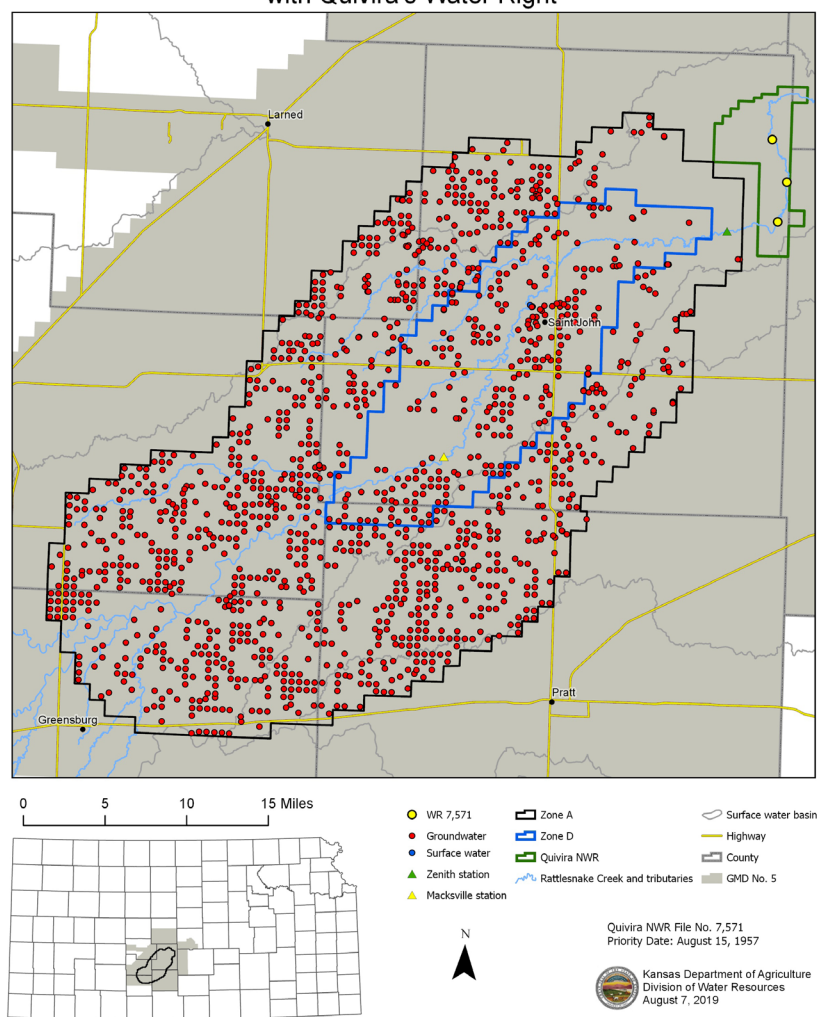 with Quivira's Water Right
Larned
Saint John
Pratt
Greensburg
0 5 10 15 Miles
WR 7,571
Groundwater
Surface water
Zenith station
Macksville station
Zone A
Zone D
Quivira NWR
Rattlesnake Creek and tributaries
Surface water basin
Highway
County
GMD No. 5
N
Quivira NWR File No. 7,571
Priority Date: August 15, 1957
Kansas Department of Agriculture
Division of Water Resources
August 7, 2019